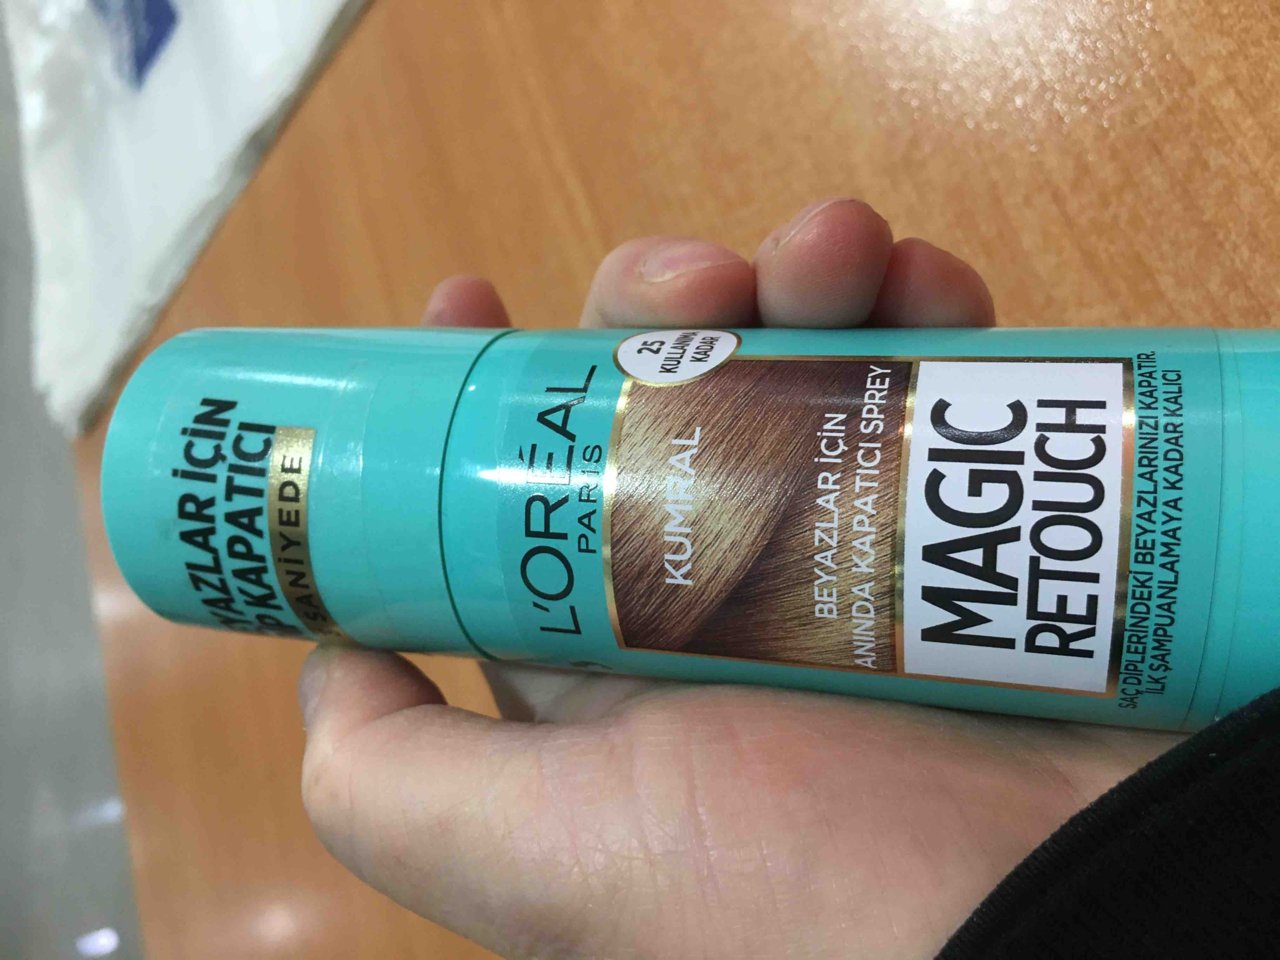 İÇİN
KAPATICI
SANİYEDE
L'ORÉAL
PARIS
25
KULLANIMA
KADAR
KUMRAL
BEYAZLAR İÇİN
ANINDA KAPATICI SPREY
MAGIC
RETOUCH
SAÇ DİPLERİNDEKİ BEYAZLARINIZI KAPATIR.
İLK ŞAMPUANLAMAYA KADAR KALICI